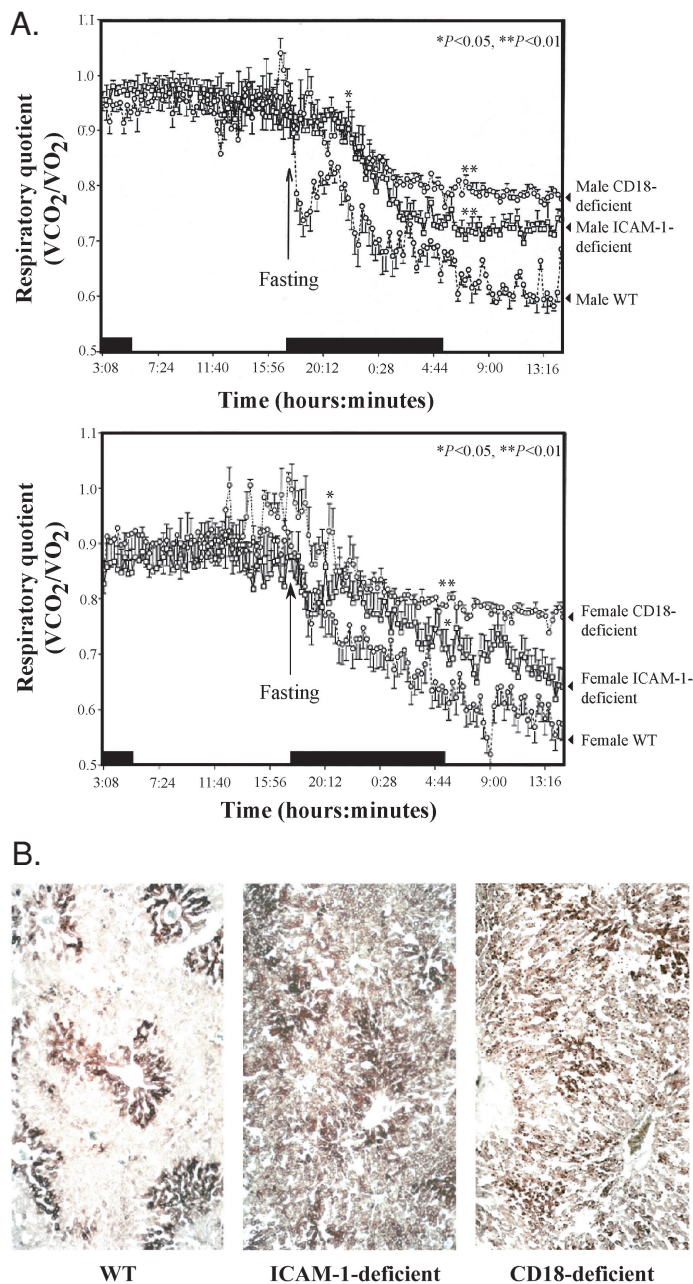 A.
*P<0.05, **P<0.01
Respiratory quotient
(VCO2/VO2)
1.1
1.0
0.9
0.8
0.7
0.6
0.5
*
**
**
Fasting
Male CD18-
deficient
Male ICAM-1-
deficient
Male WT
3:08 7:24 11:40 15:56 20:12 0:28 4:44 9:00 13:16
Time (hours:minutes)
*P<0.05, **P<0.01
Respiratory quotient
(VCO2/VO2)
1.1
1.0
0.9
0.8
0.7
0.6
0.5
*
**
*
Fasting
Female CD18-
deficient
Female ICAM-1-
deficient
Female WT
3:08 7:24 11:40 15:56 20:12 0:28 4:44 9:00 13:16
Time (hours:minutes)
B.
WT ICAM-1-deficient CD18-deficient